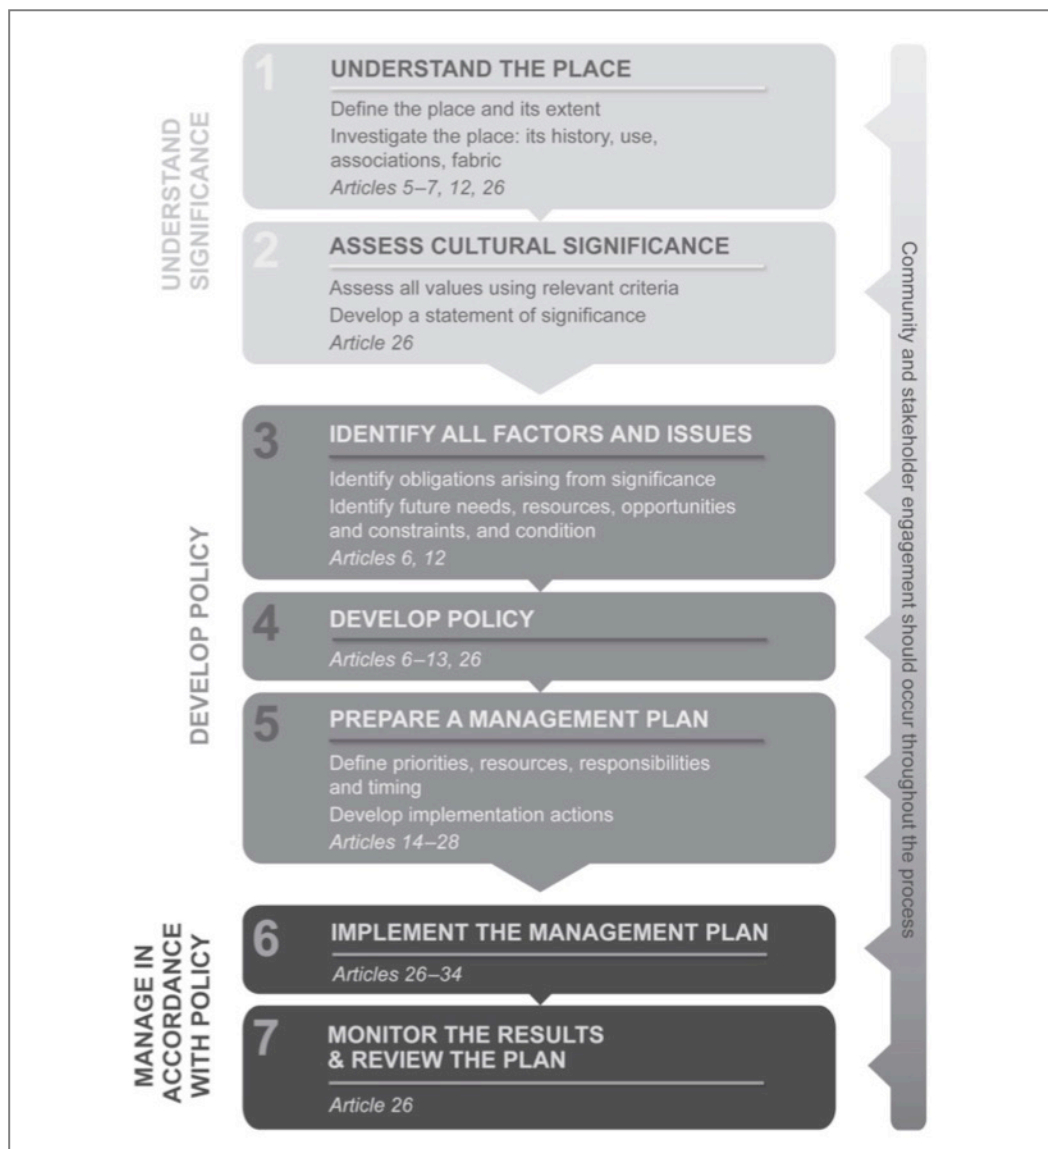 UNDERSTAND
SIGNIFICANCE
1
UNDERSTAND THE PLACE
Define the place and its extent
Investigate the place: its history, use,
associations, fabric
Articles 5–7, 12, 26
2
ASSESS CULTURAL SIGNIFICANCE
Assess all values using relevant criteria
Develop a statement of significance
Article 26
DEVELOP POLICY
3
IDENTIFY ALL FACTORS AND ISSUES
Identify obligations arising from significance
Identify future needs, resources, opportunities
and constraints, and condition
Articles 6, 12
4
DEVELOP POLICY
Articles 6–13, 26
5
PREPARE A MANAGEMENT PLAN
Define priorities, resources, responsibilities
and timing
Develop implementation actions
Articles 14–28
MANAGE IN
ACCORDANCE
WITH POLICY
6
IMPLEMENT THE MANAGEMENT PLAN
Articles 26–34
7
MONITOR THE RESULTS
& REVIEW THE PLAN
Article 26
Community and stakeholder engagement should occur throughout the process